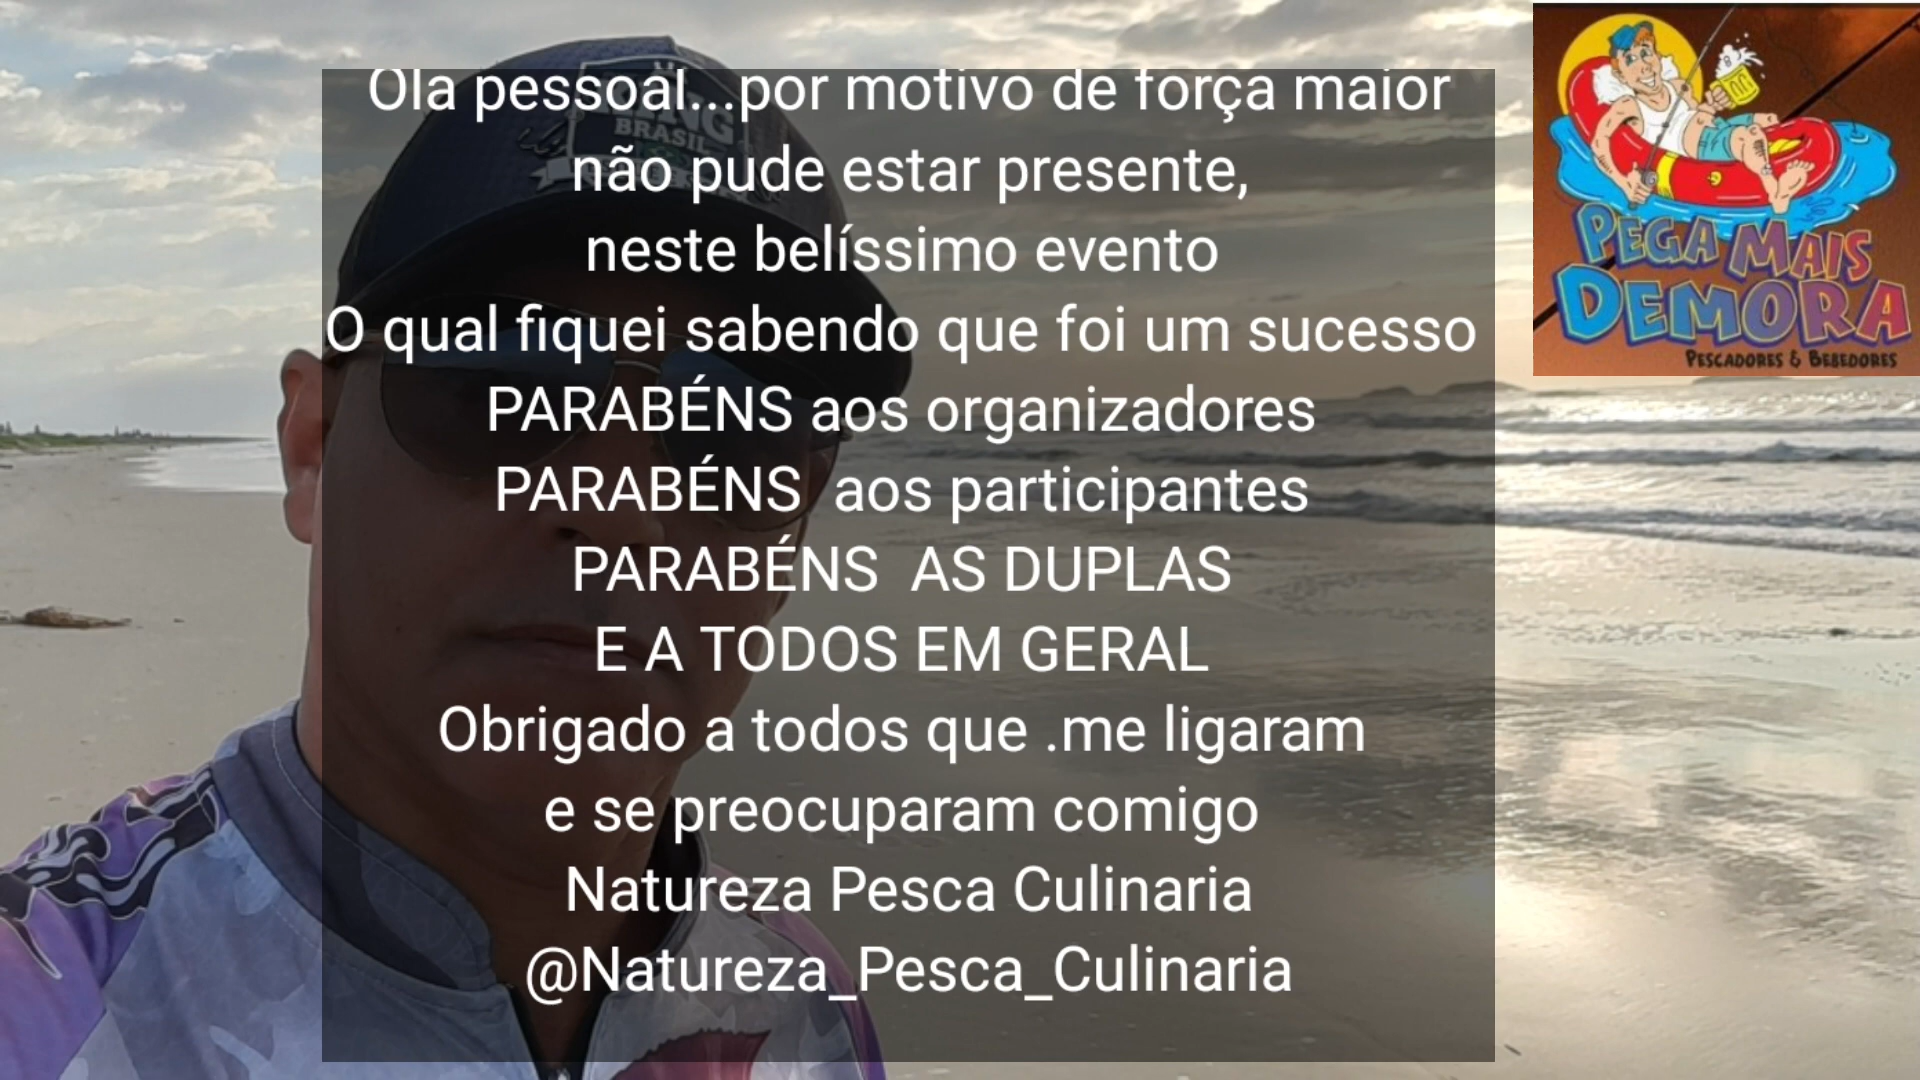 Ola pessoal...por motivo de força maior
não pude estar presente,
neste belíssimo evento
O qual fiquei sabendo que foi um sucesso
PARABÉNS aos organizadores
PARABÉNS  aos participantes
PARABÉNS  AS DUPLAS
E A TODOS EM GERAL
Obrigado a todos que .me ligaram
e se preocuparam comigo
Natureza Pesca Culinaria
@Natureza_Pesca_Culinaria
PEGA MAIS
DEMORA
PESCADORES & BEBEDORES
BRASIL